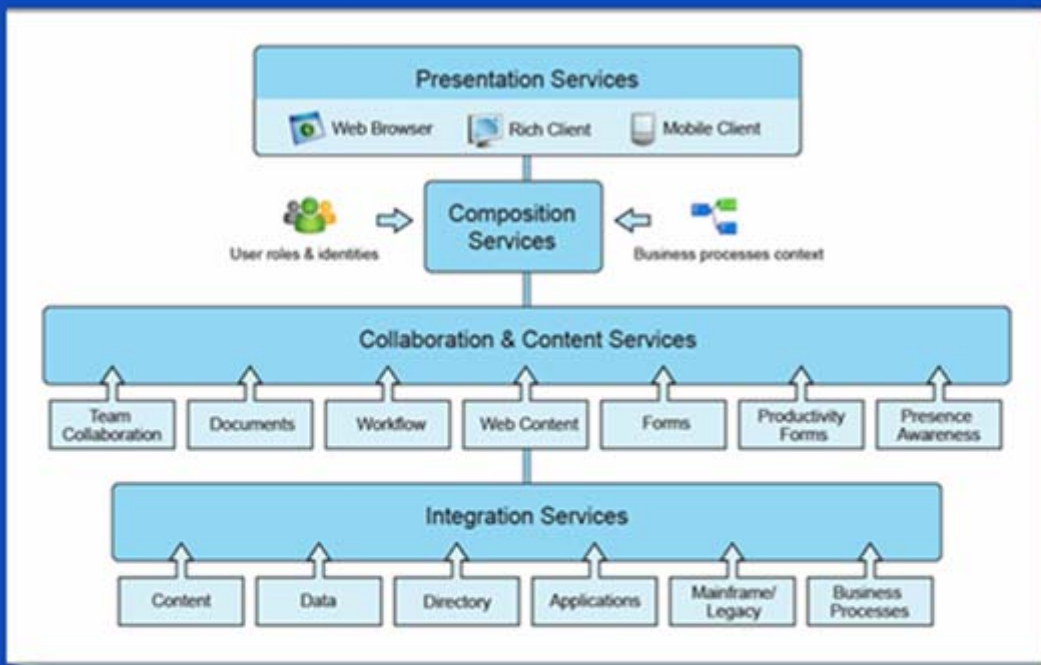 Presentation Services
Web Browser
Rich Client
Mobile Client
Composition
Services
User roles & identities
Business processes context
Collaboration & Content Services
Team
Collaboration
Documents
Workflow
Web Content
Forms
Productivity
Forms
Presence
Awareness
Integration Services
Content
Data
Directory
Applications
Mainframe/
Legacy
Business
Processes